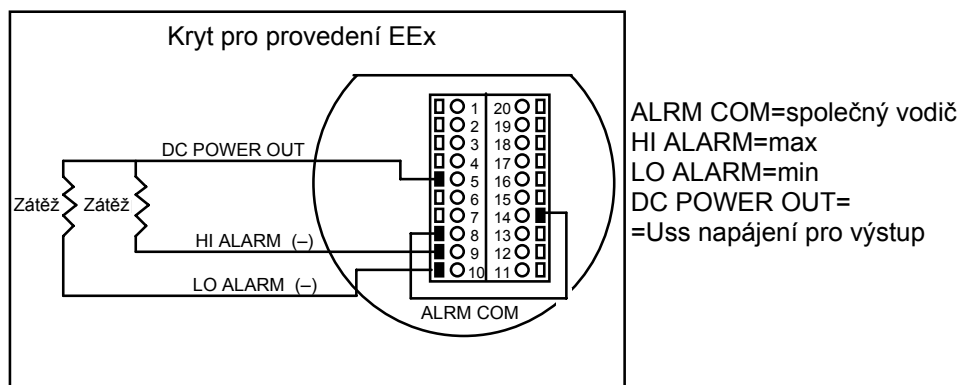 Kryt pro provedení EEx
1 20
2 19
3 18
4 17
5 16
6 15
7 14
8 13
9 12
10 11
DC POWER OUT
Zátěž Zátěž
HI ALARM (–)
LO ALARM (–)
ALRM COM
ALRM COM=společný vodič
HI ALARM=max
LO ALARM=min
DC POWER OUT=
=Uss napájení pro výstup